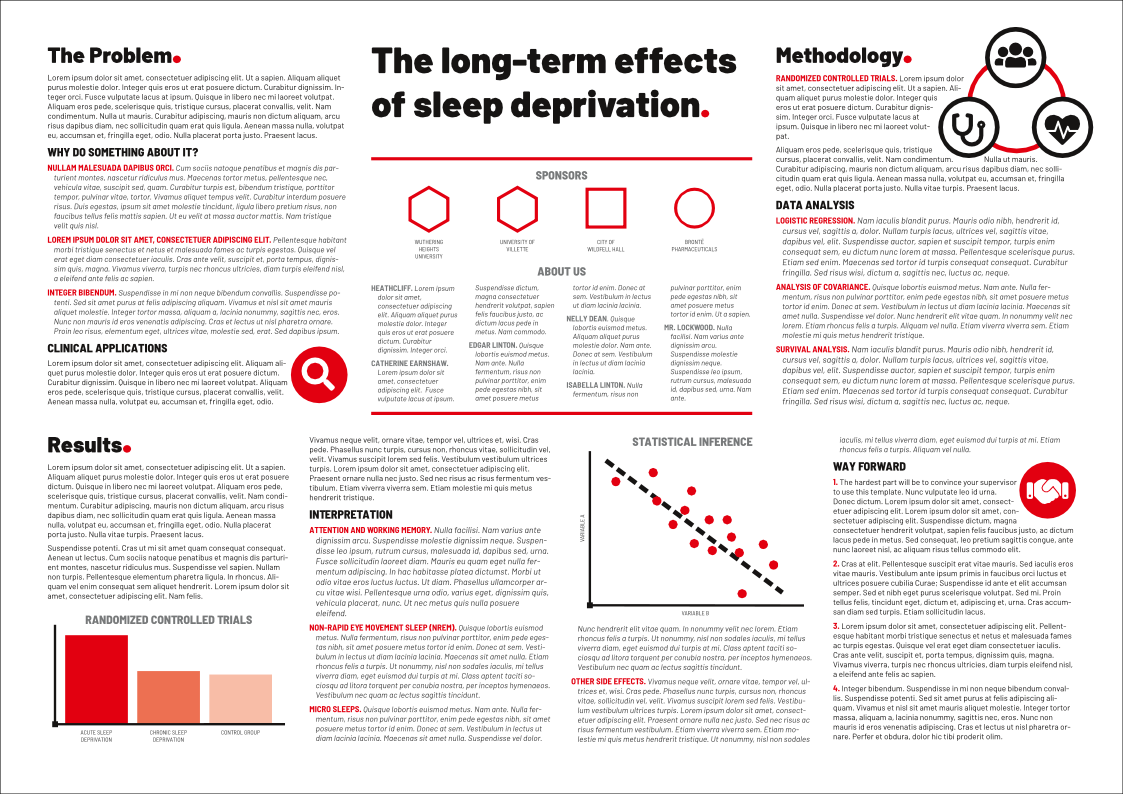 The Problem.
Lorem ipsum dolor sit amet, consectetuer adipiscing elit. Ut a sapien. Aliquam aliquet
purus molestie dolor. Integer quis eros ut erat posuere dictum. Curabitur dignissim. In-
teger orci. Fusce vulputate lacus at ipsum. Quisque in libero nec mi laoreet volutpat.
Aliquam eros pede, scelerisque quis, tristique cursus, placerat convallis, velit. Nam
condimentum. Nulla ut mauris. Curabitur adipiscing, mauris non dictum aliquam, arcu
risus dapibus diam, nec sollicitudin quam erat quis ligula. Aenean massa nulla, volutpat
eu, accumsan et, fringilla eget, odio. Nulla placerat porta justo. Praesent lacus.
WHY DO SOMETHING ABOUT IT?
NULLAM MALESUADA DAPIBUS ORCI. Cum sociis natoque penatibus et magnis dis par-
turient montes, nascetur ridiculus mus. Maecenas tortor metus, pellentesque nec,
vehicula vitae, suscipit sed, quam. Curabitur turpis est, bibendum tristique, porttitor
tempor, pulvinar vitae, tortor. Vivamus aliquet tempus velit. Curabitur interdum posuere
risus. Duis egestas, ipsum sit amet molestie tincidunt, ligula libero pretium risus, non
faucibus tellus felis mattis sapien. Ut eu velit at massa auctor mattis. Nam tristique
velit quis nisl.
LOREM IPSUM DOLOR SIT AMET, CONSECTETUER ADIPISCING ELIT. Pellentesque habitant
morbi tristique senectus et netus et malesuada fames ac turpis egestas. Quisque vel
erat eget diam consectetuer iaculis. Cras ante velit, suscipit et, porta tempus, dignis-
sim quis, magna. Vivamus viverra, turpis nec rhoncus ultricies, diam turpis eleifend nisl,
a eleifend ante felis ac sapien.
INTEGER BIBENDUM. Suspendisse in mi non neque bibendum convallis. Suspendisse po-
tenti. Sed sit amet purus at felis adipiscing aliquam. Vivamus et nisl sit amet mauris
aliquet molestie. Integer tortor massa, aliquam a, lacinia nonummy, sagittis nec, eros.
Nunc non mauris id eros venenatis adipiscing. Cras et lectus ut nisl pharetra ornare.
Proin leo risus, elementum eget, ultrices vitae, molestie sed, erat. Sed dapibus ipsum.
CLINICAL APPLICATIONS
Lorem ipsum dolor sit amet, consectetuer adipiscing elit. Ut a sapien. Aliquam ali-
quet purus molestie dolor. Integer quis eros ut erat posuere dictum.
Curabitur dignissim. Quisque in libero nec mi laoreet volutpat. Aliquam
eros pede, scelerisque quis, tristique cursus, placerat convallis, velit.
Aenean massa nulla, volutpat eu, accumsan et, fringilla eget, odio.
The long-term effects
of sleep deprivation.
SPONSORS
WUTHERING
HEIGHTS
UNIVERSITY
UNIVERSITY OF
VILLETTE
CITY OF
WILDFELL HALL
BRONTË
PHARMACEUTICALS
ABOUT US
HEATHCLIFF. Lorem ipsum
dolor sit amet,
consectetuer adipiscing
elit. Ut a sapien.
Aliquam aliquet purus
molestie dolor. Integer
quis eros ut erat posuere
dictum. Curabitur
dignissim. Integer orci.
CATHERINE EARNSHAW.
Lorem ipsum dolor sit
amet, consectetuer
adipiscing elit. Fusce
vulputate lacus at ipsum.
Suspendisse dictum,
magna consectetuer
hendrerit volutpat, sapien
felis faucibus justo, ac
dictum lacus pede in
metus. Nam commodo.
EDGAR LINTON. Quisque
lobortis euismod metus.
Nam ante. Nulla
fermentum, risus non
pulvinar porttitor, enim
pede egestas nibh, sit
amet posuere metus
tortor id enim. Donec at
sem. Vestibulum in lectus
ut diam lacinia lacinia.
NELLY DEAN. Quisque
lobortis euismod metus.
Aliquam aliquet purus
molestie dolor. Nam ante.
Donec at sem. Vestibulum
in lectus ut diam
lacinia lacinia.
ISABELLA LINTON. Nulla
fermentum, risus non
pulvinar porttitor, enim
pede egestas nibh, sit
amet posuere metus
tortor id enim. Ut a sapien.
MR. LOCKWOOD. Nulla
facilisi. Nam varius ante
dignissim arcu.
Suspendisse molestie
dignissim neque.
Suspendisse leo ipsum,
rutrum cursus, malesuada
id, dapibus sed, urna. Nam
ante.
Methodology.
RANDOMIZED CONTROLLED TRIALS. Lorem ipsum dolor
sit amet, consectetuer adipiscing elit. Ut a sapien. Ali-
quam aliquet purus molestie dolor. Integer quis
eros ut erat posuere dictum. Curabitur dignis-
sim. Integer orci. Fusce vulputate lacus at
ipsum. Quisque in libero nec mi laoreet volut-
pat.
Aliquam eros pede, scelerisque quis, tristique
cursus, placerat convallis, velit. Nam condimentum. Nulla ut mauris.
Curabitur adipiscing, mauris non dictum aliquam, arcu risus dapibus diam, nec solli-
citudin quam erat quis ligula. Aenean massa nulla, volutpat eu, accumsan et, fringilla
eget, odio. Nulla placerat porta justo. Nulla vitae turpis. Praesent lacus.
DATA ANALYSIS
LOGISTIC REGRESSION. Nam iaculis blandit purus. Mauris odio nibh, hendrerit id,
cursus vel, sagittis a, dolor. Nullam turpis lacus, ultrices vel, sagittis vitae,
dapibus vel, elit. Suspendisse auctor, sapien et suscipit tempor, turpis enim
consequat sem, eu dictum nunc lorem at massa. Pellentesque scelerisque purus.
Etiam sed enim. Maecenas sed tortor id turpis consequat consequat. Curabitur
fringilla. Sed risus wisi, dictum a, sagittis nec, luctus ac, neque.
ANALYSIS OF COVARIANCE. Quisque lobortis euismod metus. Nam ante. Nulla fer-
mentum, risus non pulvinar porttitor, enim pede egestas nibh, sit amet posuere metus
tortor id enim. Donec at sem. Vestibulum in lectus ut diam lacinia lacinia. Maecenas sit
amet nulla. Suspendisse vel dolor. Nunc hendrerit elit vitae quam. In nonummy velit nec
lorem. Etiam rhoncus felis a turpis. Etiam aliquam nulla. Etiam viverra viverra sem. Etiam
molestie mi quis metus hendrerit tristique.
SURVIVAL ANALYSIS. Nam iaculis blandit purus. Mauris odio nibh, hendrerit id,
cursus vel, sagittis a, dolor. Nullam turpis lacus, ultrices vel, sagittis vitae,
dapibus vel, elit. Suspendisse auctor, sapien et suscipit tempor, turpis enim
consequat sem, eu dictum nunc lorem at massa. Pellentesque scelerisque purus.
Etiam sed enim. Maecenas sed tortor id turpis consequat consequat. Curabitur
fringilla. Sed risus wisi, dictum a, sagittis nec, luctus ac, neque.
Results.
Lorem ipsum dolor sit amet, consectetuer adipiscing elit. Ut a sapien.
Aliquam aliquet purus molestie dolor. Integer quis eros ut erat posuere
dictum. Quisque in libero nec mi laoreet volutpat. Aliquam eros pede,
scelerisque quis, tristique cursus, placerat convallis, velit. Nam condi-
mentum. Mauris non dictum aliquam. Nulla ut mauris, arcu risus
dapibus diam, nec sollicitudin quam erat quis ligula. Aenean massa
nulla, volutpat eu, accumsan et, fringilla eget, odio. Nulla placerat
porta justo. Nulla vitae turpis. Praesent lacus.
Suspendisse potenti. Cras ut mi sit amet quam consequat consequat.
Aenean ut lectus. Cum sociis natoque penatibus et magnis dis parturi-
ent montes, nascetur ridiculus mus. Suspendisse vel sapien. Nullam
non turpis. Pellentesque elementum pharetra ligula. In rhoncus. Ali-
quam vel enim consequat sem aliquet hendrerit. Lorem ipsum dolor sit
amet, consectetuer adipiscing elit. Nam felis.
RANDOMIZED CONTROLLED TRIALS
ACUTE SLEEP
DEPRIVATION
CHRONIC SLEEP
DEPRIVATION
CONTROL GROUP
Vivamus neque velit, ornare vitae, tempor vel, ultrices et, wisi. Cras
pede. Phasellus nunc turpis, cursus non, rhoncus vitae, sollicitudin vel,
velit. Vivamus suscipit lorem sed felis. Vestibulum vestibulum ultrices
turpis. Lorem ipsum dolor sit amet, consectetuer adipiscing elit.
Praesent ornare nulla nec justo. Sed nec risus ac risus fermentum ves-
tibulum. Etiam viverra viverra sem. Etiam molestie mi quis metus
hendrerit tristique.
INTERPRETATION
ATTENTION AND WORKING MEMORY. Nulla facilisi. Nam varius ante
dignissim arcu. Suspendisse molestie dignissim neque. Suspen-
disse leo ipsum, rutrum cursus, malesuada id, dapibus sed, urna.
Fusce sollicitudin laoreet diam. Mauris eu quam eget nulla fer-
mentum adipiscing. In hac habitasse platea dictumst. Morbi ut
odio vitae eros luctus luctus. Ut diam. Phasellus ullamcorper ar-
cu vitae wisi. Pellentesque urna odio, varius eget, dignissim quis,
vehicula placerat, nunc. Ut nec metus quis nulla posuere
eleifend.
NON-RAPID EYE MOVEMENT SLEEP (NREM). Quisque lobortis euismod
metus. Nulla fermentum, risus non pulvinar porttitor, enim pede eges-
tas nibh, sit amet posuere metus tortor id enim. Donec at sem. Vesti-
bulum in lectus ut diam lacinia lacinia. Maecenas sit amet nulla. Etiam
rhoncus felis a turpis. Ut nonummy, nisl non sodales iaculis, mi tellus
viverra diam, eget euismod dui turpis at mi. Class aptent taciti so-
ciosqu ad litora torquent per conubia nostra, per inceptos hymenaeos.
Vestibulum nec quam ac lectus sagittis tincidunt.
MICRO SLEEPS. Quisque lobortis euismod metus. Nam ante. Nulla fer-
mentum, risus non pulvinar porttitor, enim pede egestas nibh, sit amet
posuere metus tortor id enim. Donec at sem. Vestibulum in lectus ut
diam lacinia lacinia. Maecenas sit amet nulla. Suspendisse vel dolor.
STATISTICAL INFERENCE
VARIABLE A
VARIABLE B
Nunc hendrerit elit vitae quam. In nonummy velit nec lorem. Etiam
rhoncus felis a turpis. Ut nonummy, nisl non sodales iaculis, mi tellus
viverra diam, eget euismod dui turpis at mi. Class aptent taciti so-
ciosqu ad litora torquent per conubia nostra, per inceptos hymenaeos.
Vestibulum nec quam ac lectus sagittis tincidunt.
OTHER SIDE EFFECTS. Vivamus neque velit, ornare vitae, tempor vel, ul-
trices et, wisi. Cras pede. Phasellus nunc turpis, cursus non, rhoncus
vitae, sollicitudin vel, velit. Vivamus suscipit lorem sed felis. Vestibu-
lum vestibulum ultrices turpis. Lorem ipsum dolor sit amet, consect-
etuer adipiscing elit. Praesent ornare nulla nec justo. Sed nec risus ac
risus fermentum vestibulum. Etiam viverra viverra sem. Etiam moles-
lestie mi quis metus hendrerit tristique. Ut nonummy, nisl non sodales
iaculis, mi tellus viverra diam, eget euismod dui turpis at mi. Etiam
rhoncus felis a turpis. Etiam aliquam nulla.
WAY FORWARD
1. The hardest part will be to convince your supervisor
to use this template. Nunc vulputate leo id urna.
Donec dictum. Lorem ipsum dolor sit amet, consect-
etuer adipiscing elit. Lorem ipsum dolor sit amet, con-
sectetuer adipiscing elit. Suspendisse dictum, magna
consectetuer hendrerit volutpat, sapien felis faucibus justo, ac dictum
lacus pede in metus. Sed consequat, leo pretium sagittis congue, ante
nunc laoreet nisl, ac aliquam risus tellus commodo elit.
2. Cras at elit. Pellentesque suscipit erat vitae mauris. Sed iaculis eros
vitae mauris. Vestibulum ante ipsum primis in faucibus orci luctus et
ultrices posuere cubilia Curae; Suspendisse id ante et elit accumsan
semper. Sed et nibh eget purus scelerisque volutpat. Sed mi. Proin
tellus felis, tincidunt eget, dictum et, adipiscing et, urna. Cras accum-
san diam sed turpis. Etiam sollicitudin lacus.
3. Lorem ipsum dolor sit amet, consectetuer adipiscing elit. Pellent-
esque habitant morbi tristique senectus et netus et malesuada fames
ac turpis egestas. Quisque vel erat eget diam consectetuer iaculis.
Cras ante velit, suscipit et, porta tempus, dignissim quis, magna.
Vivamus viverra, turpis nec rhoncus ultricies, diam turpis eleifend nisl,
a eleifend ante felis ac sapien.
4. Integer bibendum. Suspendisse in mi non neque bibendum conval-
lis. Suspendisse potenti. Sed sit amet purus at felis adipiscing ali-
quam. Vivamus et nisl sit amet mauris aliquet molestie. Integer tortor
massa, aliquam a, lacinia nonummy, sagittis nec, eros. Nunc non
mauris id eros venenatis adipiscing. Cras et lectus ut nisl pharetra or-
nare. Perfer et obdura, dolor hic tibi proderit olim.